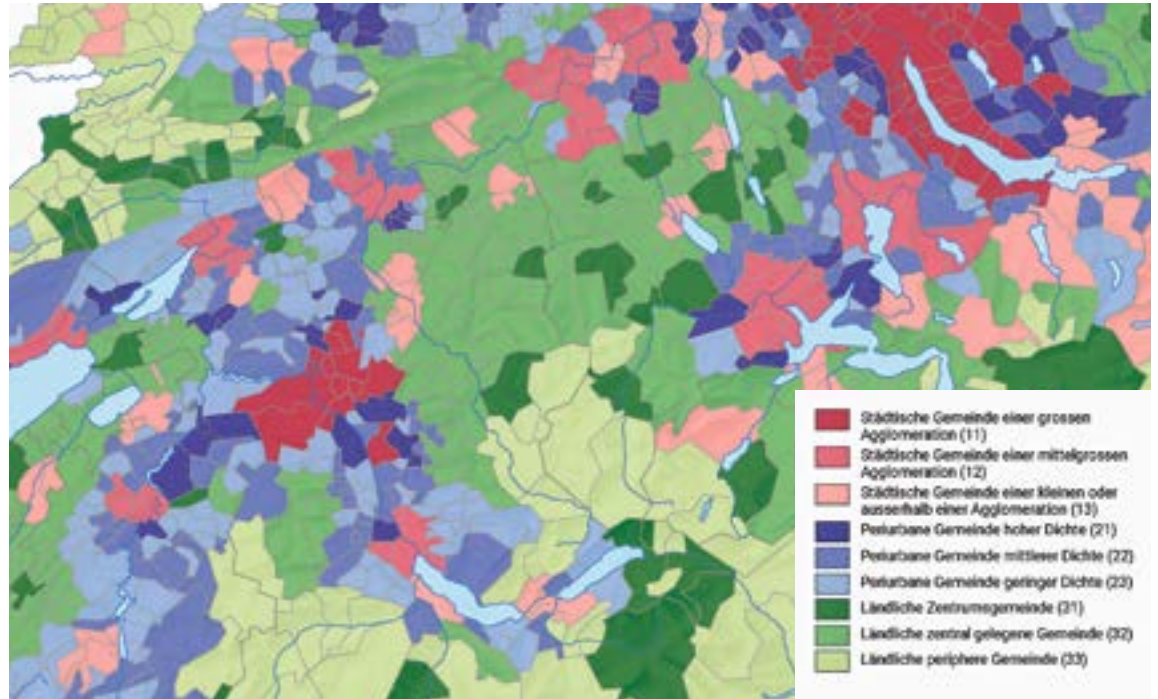 Städtische Gemeinde einer grossen
Agglomeration (11)
Städtische Gemeinde einer mittelgrossen
Agglomeration (12)
Städtische Gemeinde einer kleinen oder
ausserhalb einer Agglomeration (13)
Periurbane Gemeinde hoher Dichte (21)
Periurbane Gemeinde mittlerer Dichte (22)
Periurbane Gemeinde geringer Dichte (23)
Ländliche Zentrumsgemeinde (31)
Ländliche zentral gelegene Gemeinde (32)
Ländliche periphere Gemeinde (33)